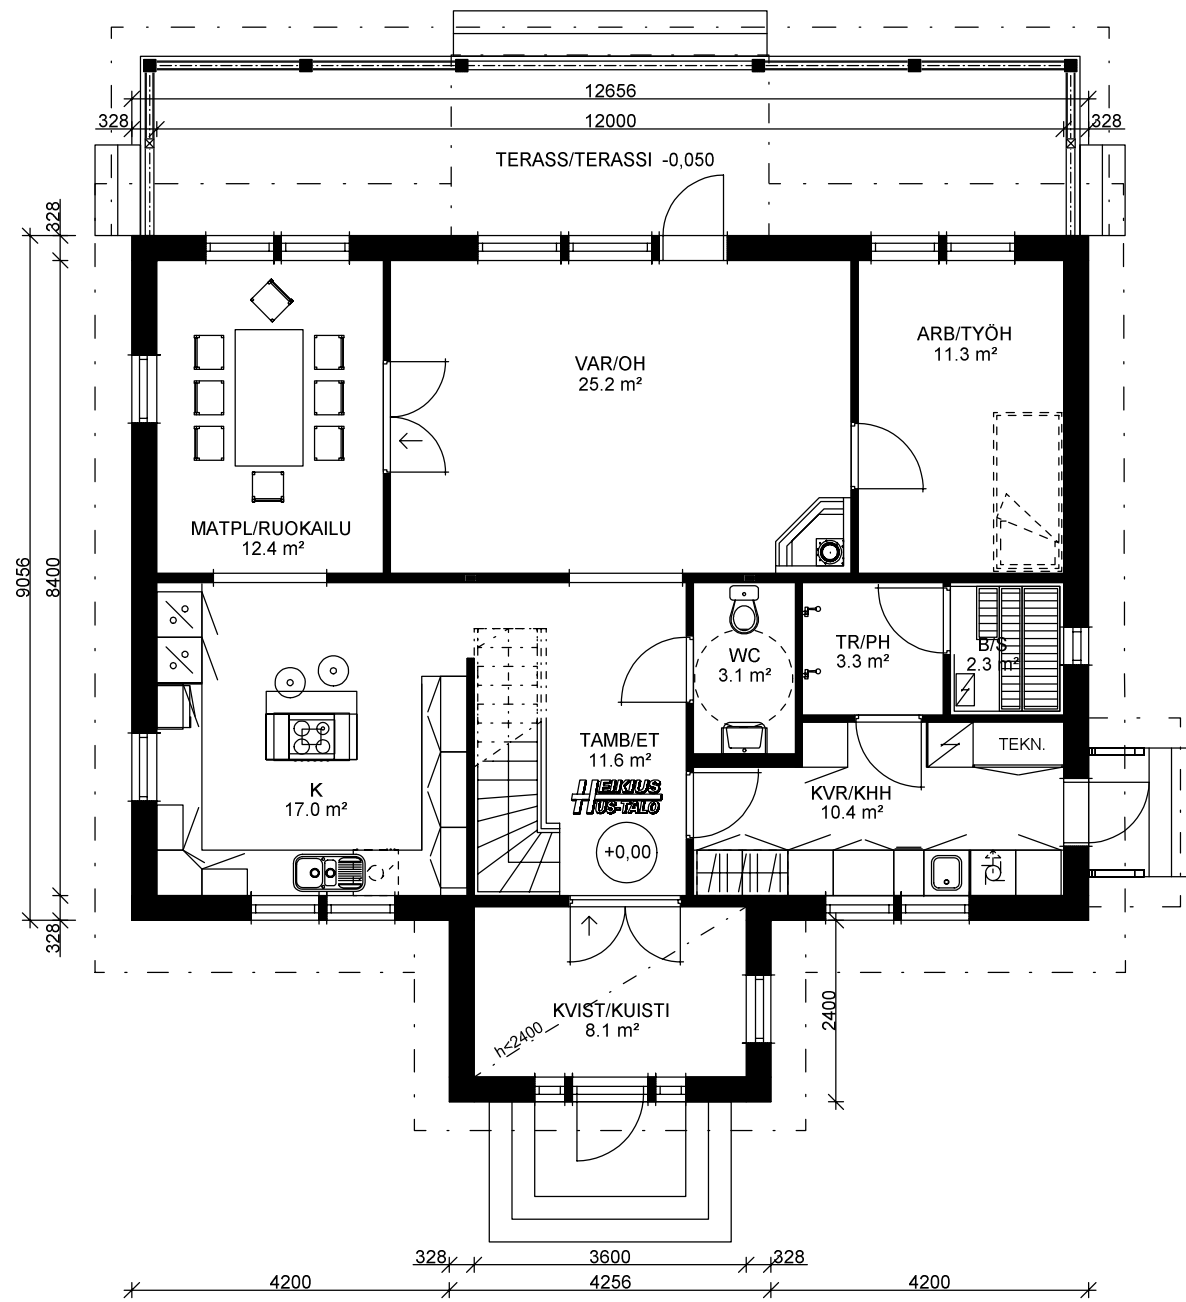 12656
328
12000
328
TERASS/TERASSI -0,050
328
ARB/TYÖH
11.3 m²
VAR/OH
25.2 m²
MATPL/RUOKAILU
12.4 m²
9056
8400
TR/PH
3.3 m²
B/S
2.3 m²
WC
3.1 m²
TAMB/ET
11.6 m²
TEKN.
HEIKIUS
HUS-TALO
K
17.0 m²
KVR/KHH
10.4 m²
+0,00
328
KVIST/KUISTI
8.1 m²
h<2400
2400
328
3600
328
4200
4256
4200